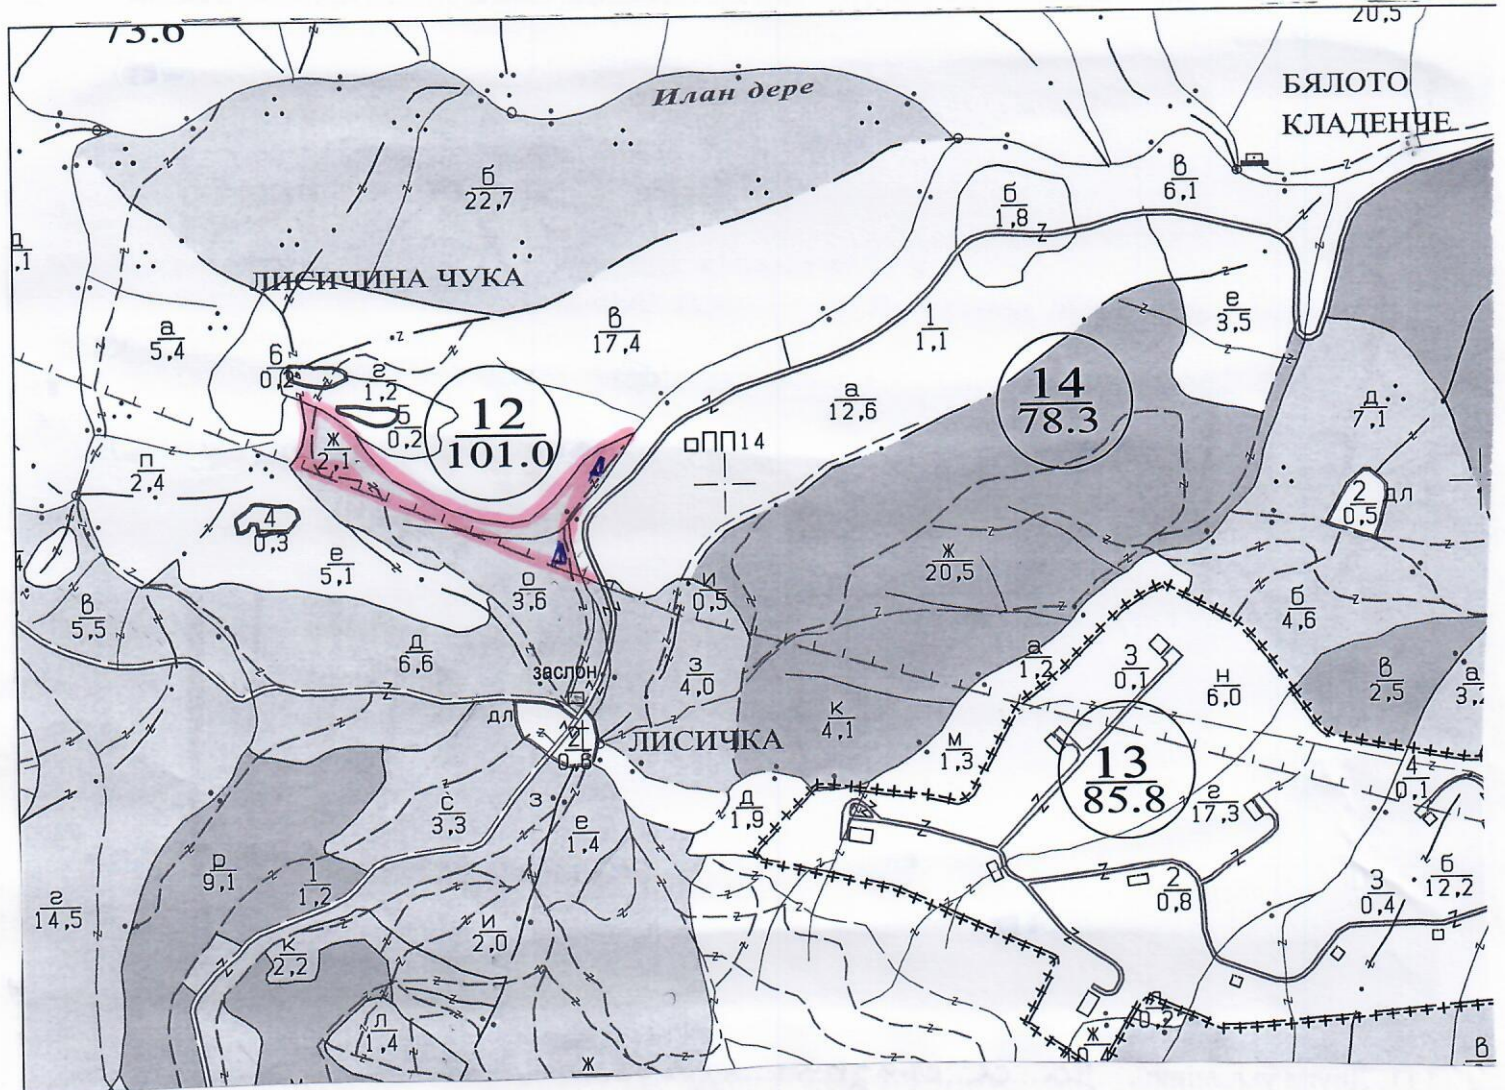 73.6
20,5
Илан дере
БЯЛОТО
КЛАДЕНЧЕ
б
22,7
в
6,1
б
1,8
ЛИСИЧИНА ЧУКА
а
5,4
в
17,4
1
1,1
е
3,5
б
0,2
г
1,2
б
0,2
12
101.0
а
12,6
14
78.3
д
7,1
ж
2,1
ПП14
п
2,4
4
0,3
2
0,5
дл
е
5,1
о
3,6
и
0,5
ж
20,5
б
4,6
в
5,5
д
6,6
заслон
з
4,0
а
1,2
3
0,1
н
6,0
в
2,5
а
дл
ЛИСИЧКА
к
4,1
м
1,3
13
85.8
г
17,3
4
0,1
с
3,3
з
е
1,4
д
1,9
р
9,1
1
1,2
2
0,8
3
0,4
б
12,2
г
14,5
и
2,0
к
2,2
л
1,4
0,2
ж
ж
в